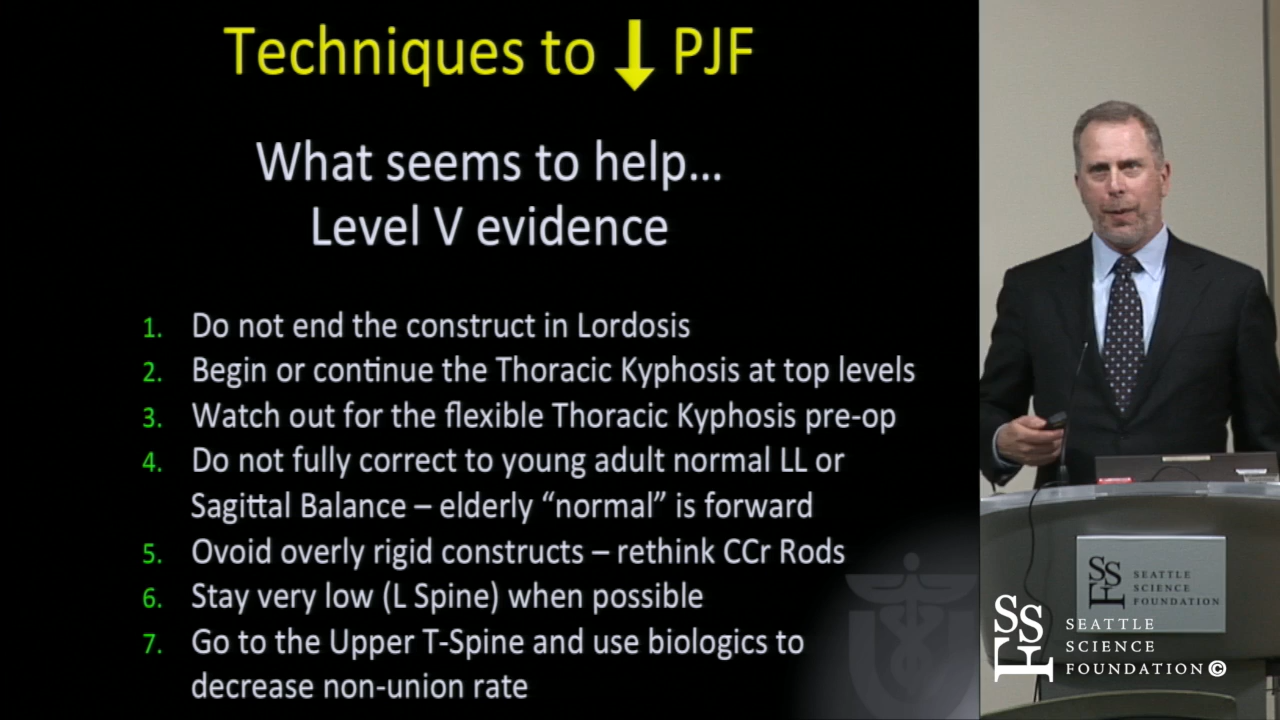 Techniques to ↓ PJF
What seems to help...
Level V evidence
1. Do not end the construct in Lordosis
2. Begin or continue the Thoracic Kyphosis at top levels
3. Watch out for the flexible Thoracic Kyphosis pre-op
4. Do not fully correct to young adult normal LL or
Sagittal Balance – elderly “normal” is forward
5. Ovoid overly rigid constructs – rethink CCr Rods
6. Stay very low (L Spine) when possible
7. Go to the Upper T-Spine and use biologics to
decrease non-union rate
SSF
SEATTLE
SCIENCE
FOUNDATION
SSF
SEATTLE
SCIENCE
FOUNDATION©